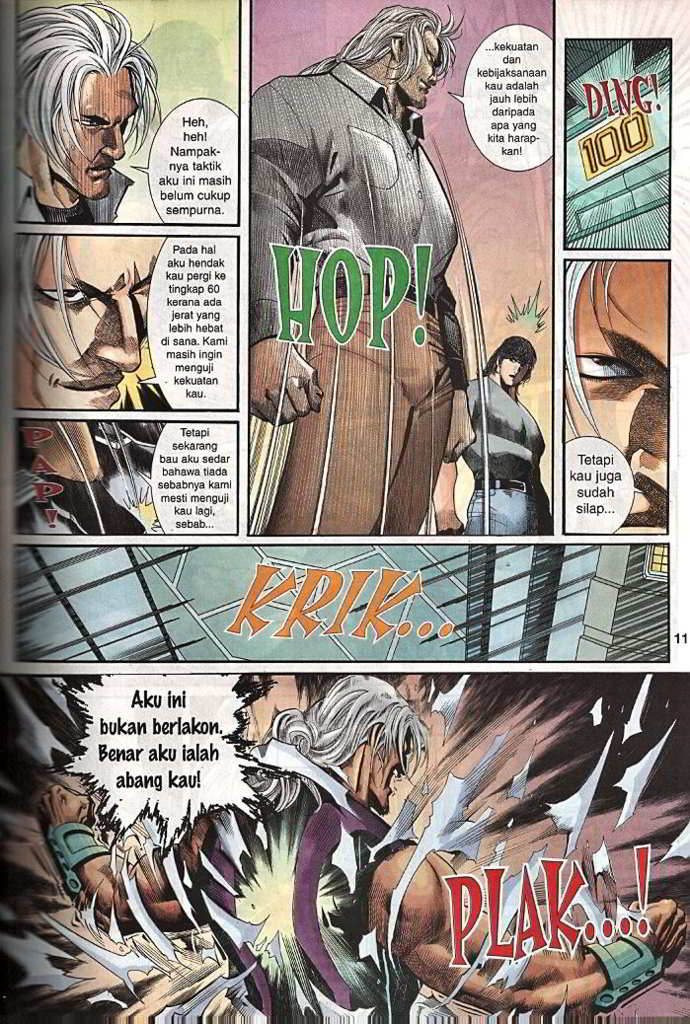 Heh,
heh!
Nampak-
nya taktik
aku ini masih
belum cukup
sempurna.
Pada hal
aku hendak
kau pergi ke
tingkap 60
kerana ada
jerat yang
lebih hebat
di sana. Kami
masih ingin
menguji
kekuatan
kau.
PAP!
Tetapi
sekarang
bau aku sedar
bahawa tiada
sebabnya kami
mesti menguji
kau lagi,
sebab...
...kekuatan
dan
kebijaksanaan
kau adalah
jauh lebih
daripada
apa yang
kita harap-
kan!
HOP!
DING!
100
Tetapi
kau juga
sudah
silap...
KRIK...
11
Aku ini
bukan berlakon.
Benar aku ialah
abang kau!
PLAK....!